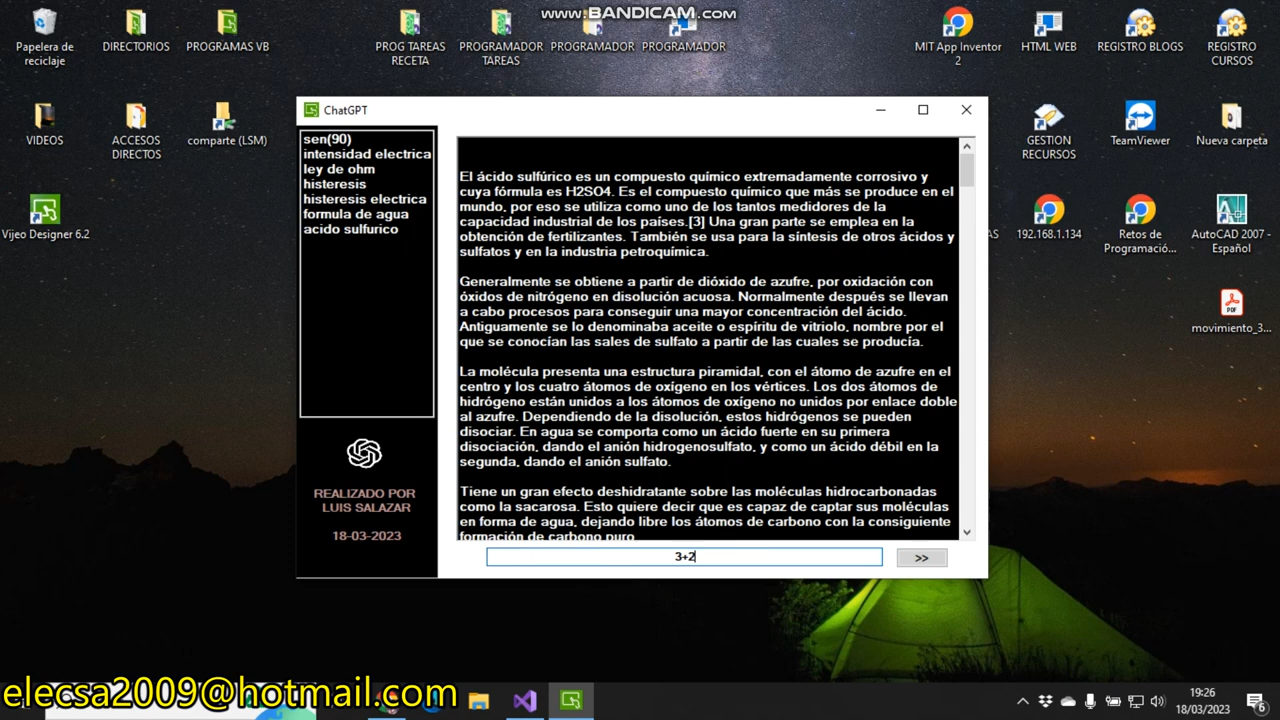 www.BANDICAM.com
Papelera de
reciclaje
DIRECTORIOS
PROGRAMAS VB
PROG TAREAS
RECETA
PROGRAMADOR
TAREAS
PROGRAMADOR
PROGRAMADOR
MIT App Inventor
2
HTML WEB
REGISTRO BLOGS
REGISTRO
CURSOS
VIDEOS
ACCESOS
DIRECTOS
comparte (LSM)
GESTION
RECURSOS
TeamViewer
Nueva carpeta
Vijeo Designer 6.2
AS
192.168.1.134
Retos de
Programació...
AutoCAD 2007 -
Español
PDF
movimiento_3...
ChatGPT
sen(90)
intensidad electrica
ley de ohm
histeresis
histeresis electrica
formula de agua
acido sulfurico
REALIZADO POR
LUIS SALAZAR
18-03-2023
El ácido sulfúrico es un compuesto químico extremadamente corrosivo y
cuya fórmula es H2SO4. Es el compuesto químico que más se produce en el
mundo, por eso se utiliza como uno de los tantos medidores de la
capacidad industrial de los países.[3] Una gran parte se emplea en la
obtención de fertilizantes. También se usa para la síntesis de otros ácidos y
sulfatos y en la industria petroquímica.
Generalmente se obtiene a partir de dióxido de azufre, por oxidación con
óxidos de nitrógeno en disolución acuosa. Normalmente después se llevan
a cabo procesos para conseguir una mayor concentración del ácido.
Antiguamente se lo denominaba aceite o espíritu de vitriolo, nombre por el
que se conocían las sales de sulfato a partir de las cuales se producía.
La molécula presenta una estructura piramidal, con el átomo de azufre en el
centro y los cuatro átomos de oxígeno en los vértices. Los dos átomos de
hidrógeno están unidos a los átomos de oxígeno no unidos por enlace doble
al azufre. Dependiendo de la disolución, estos hidrógenos se pueden
disociar. En agua se comporta como un ácido fuerte en su primera
disociación, dando el anión hidrogenosulfato, y como un ácido débil en la
segunda, dando el anión sulfato.
Tiene un gran efecto deshidratante sobre las moléculas hidrocarbonadas
como la sacarosa. Esto quiere decir que es capaz de captar sus moléculas
en forma de agua, dejando libre los átomos de carbono con la consiguiente
formación de carbono puro
3+2
>>
elecsa2009@hotmail.com
19:26
18/03/2023
6